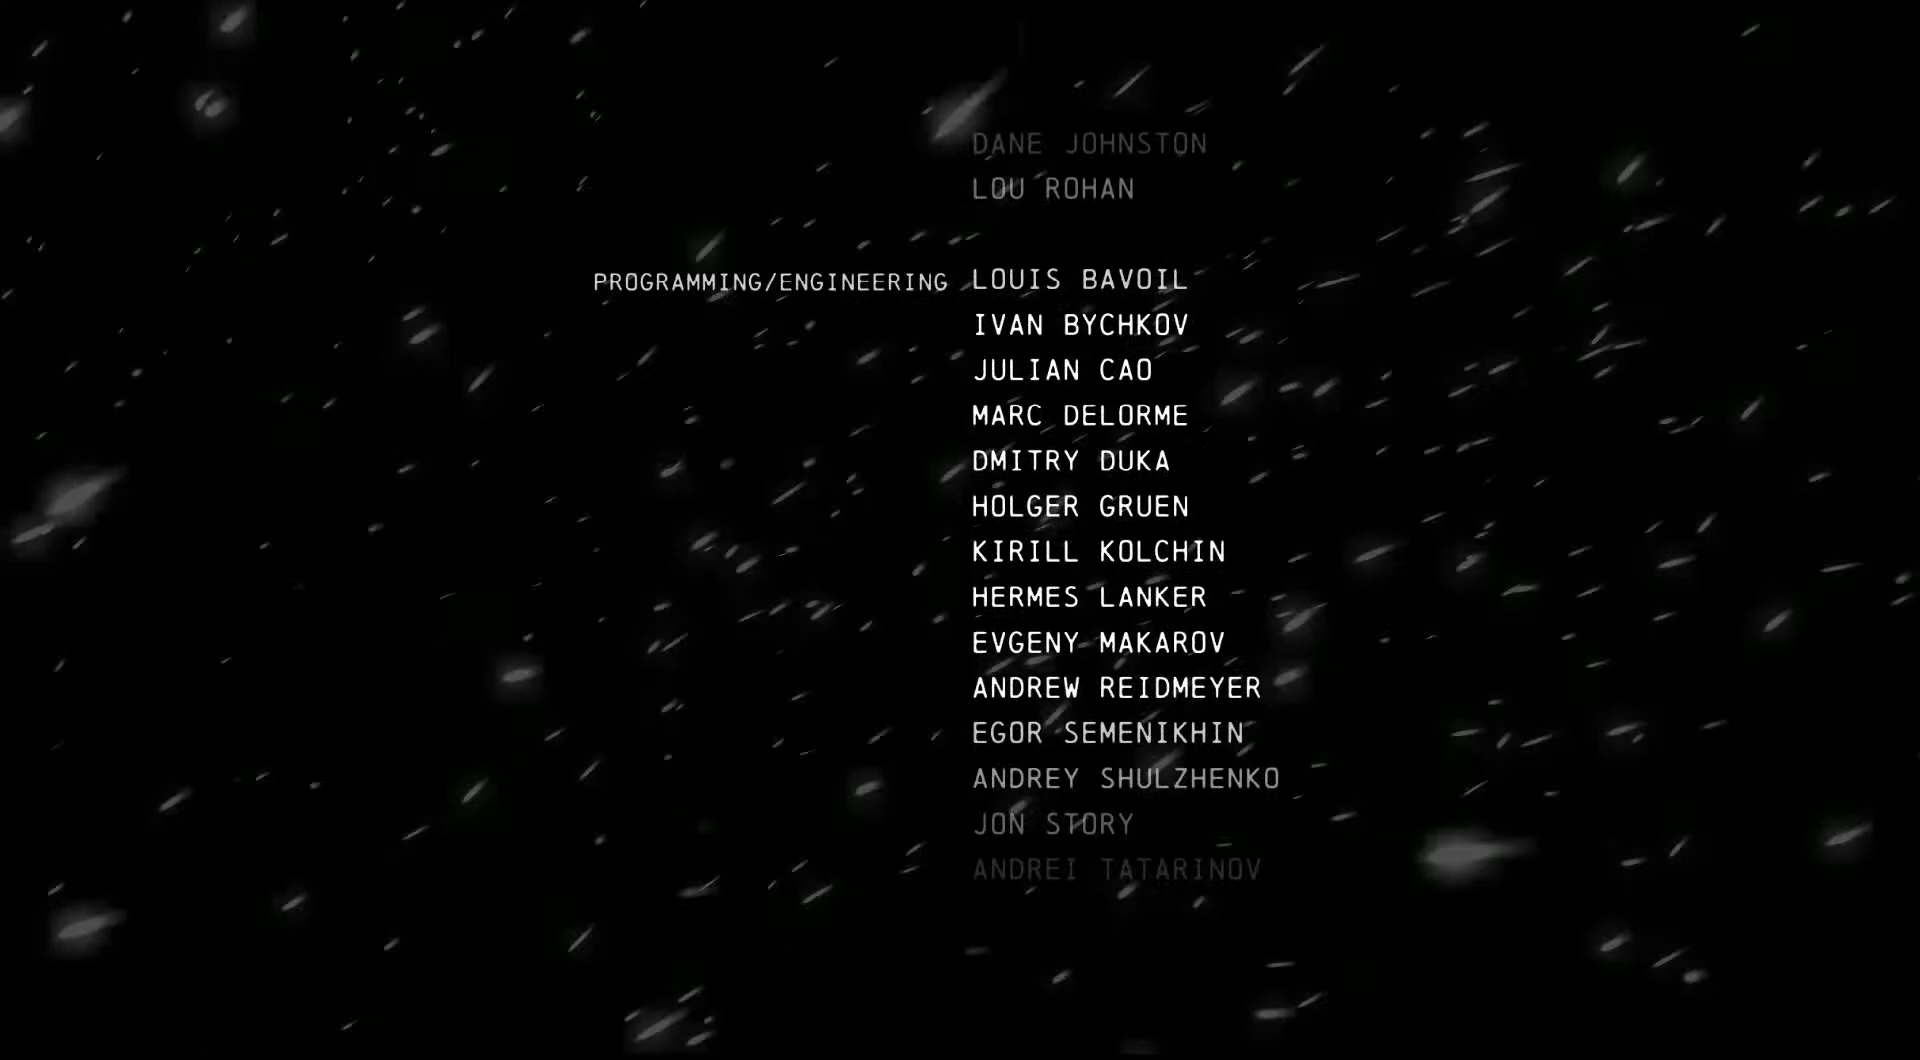 DANE JOHNSTON
LOU ROHAN
PROGRAMMING/ENGINEERING LOUIS BAVOIL
IVAN BYCHKOV
JULIAN CAO
MARC DELORME
DMITRY DUKA
HOLGER GRUEN
KIRILL KOLCHIN
HERMES LANKER
EVGENY MAKAROV
ANDREW REIDMEYER
EGOR SEMENIKHIN
ANDREY SHULZHENKO
JON STORY
ANDREI TATARINOV